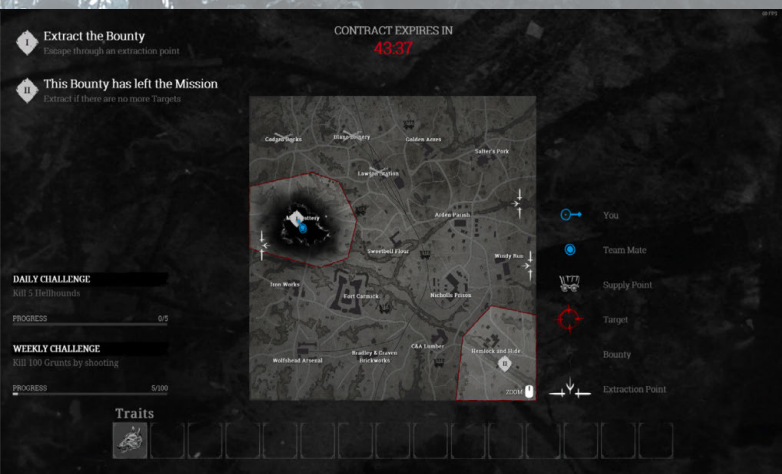 69 FPS
I
Extract the Bounty
Escape through an extraction point
CONTRACT EXPIRES IN
43:37
II
This Bounty has left the Mission
Extract if there are no more Targets
Golden Acres
Salter's Pork
Lawson Station
Arden Parish
Sweetbell Flour
Windy Run
Iron Works
Fort Carmick
Nicholls Prison
C&A Lumber
Hemlock and Hide
Wolfshead Arsenal
Bradley & Craven
Brickworks
II
ZOOM
You
Team Mate
Supply Point
Target
Bounty
Extraction Point
DAILY CHALLENGE
Kill 5 Hellhounds
PROGRESS
0/5
WEEKLY CHALLENGE
Kill 100 Grunts by shooting
PROGRESS
5/100
Traits